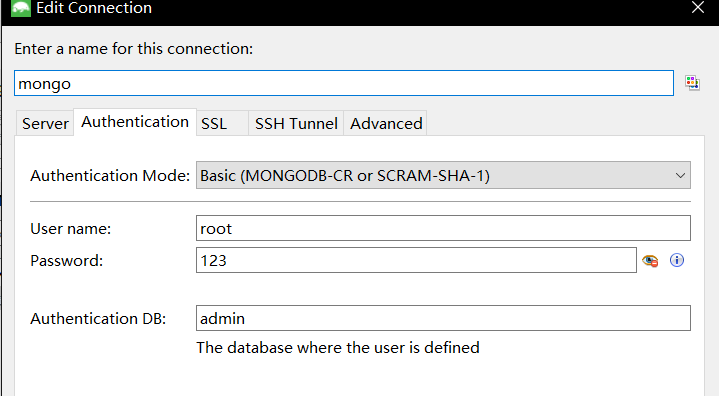 Edit Connection
Enter a name for this connection:
mongo
Server Authentication SSL SSH Tunnel Advanced
Authentication Mode: Basic (MONGODB-CR or SCRAM-SHA-1)
User name: root
Password: 123
Authentication DB: admin
The database where the user is defined